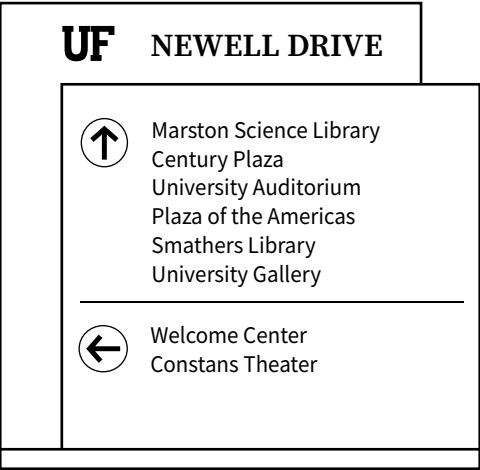 UF NEWELL DRIVE
Marston Science Library
Century Plaza
University Auditorium
Plaza of the Americas
Smathers Library
University Gallery
Welcome Center
Constans Theater